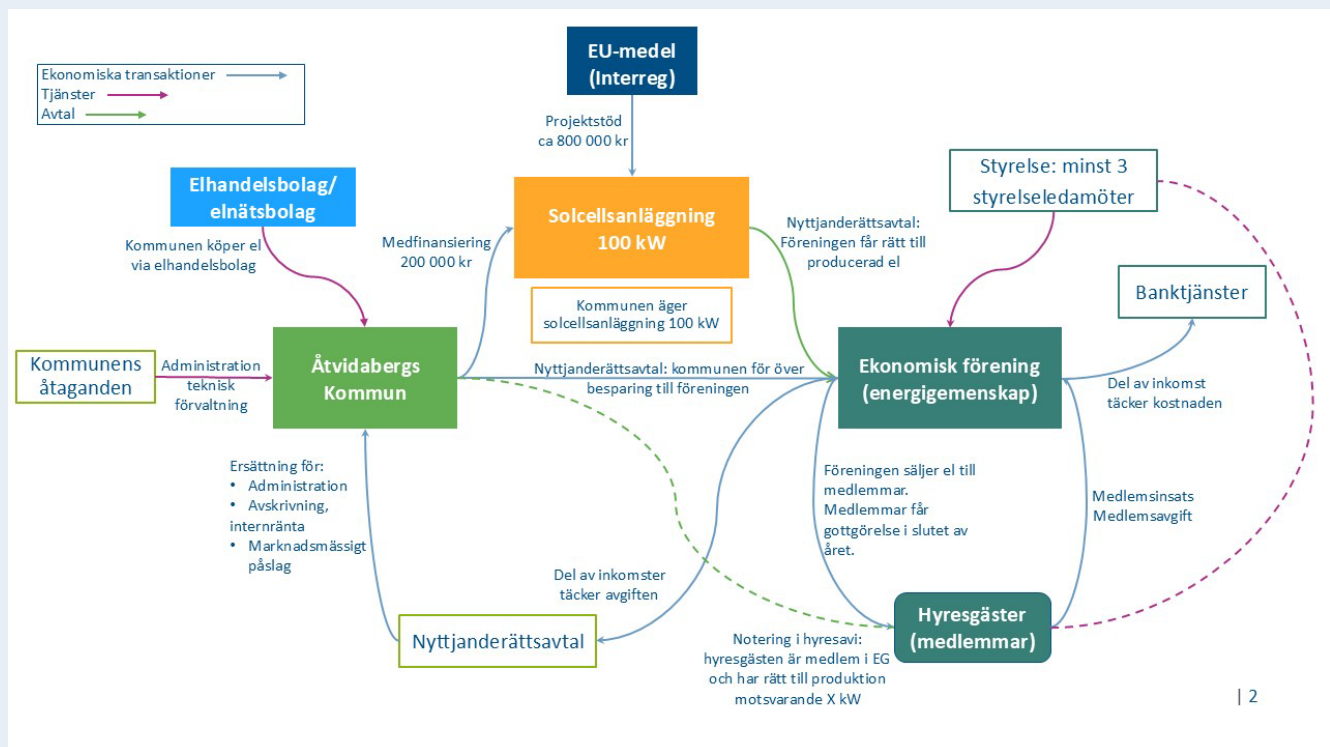 EU-medel
(Interreg)
Ekonomiska transaktioner
Tjänster
Avtal
Projektstöd
ca 800 000 kr
Elhandelsbolag/
elnätsbolag
Solcellsanläggning
100 kW
Styrelse: minst 3
styrelseledamöter
Kommunen köper el
via elhandelsbolag
Medfinansiering
200 000 kr
Nyttjanderättsavtal:
Föreningen får rätt till
producerad el
Kommunen äger
solcellsanläggning 100 kW
Banktjänster
Kommunens
åtaganden
Administration
teknisk
förvaltning
Åtvidabergs
Kommun
Nyttjanderättsavtal: kommunen för över
besparing till föreningen
Ekonomisk förening
(energigemenskap)
Del av inkomst
täcker kostnaden
Ersättning för:
• Administration
• Avskrivning,
internränta
• Marknadsmässigt
påslag
Föreningen säljer el till
medlemmar.
Medlemmar får
gottgörelse i slutet av
året.
Medlemsinsats
Medlemsavgift
Del av inkomster
täcker avgiften
Nyttjanderättsavtal
Hyresgäster
(medlemmar)
Notering i hyresavi:
hyresgästen är medlem i EG
och har rätt till produktion
motsvarande X kW
| 2